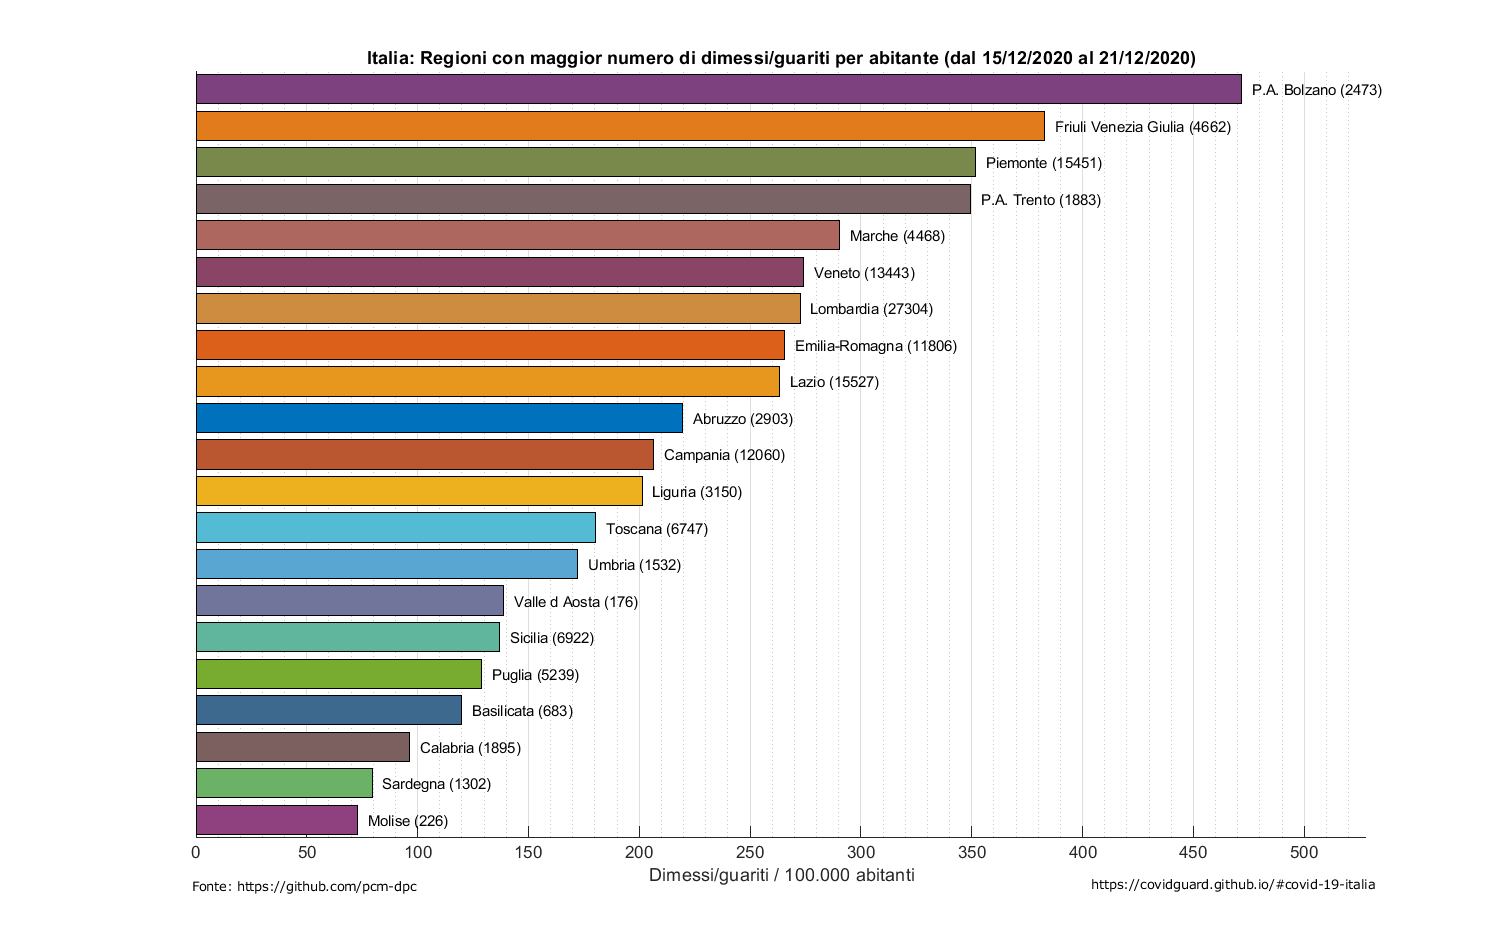 Italia: Regioni con maggior numero di dimessi/guariti per abitante (dal 15/12/2020 al 21/12/2020)
P.A. Bolzano (2473)
Friuli Venezia Giulia (4662)
Piemonte (15451)
P.A. Trento (1883)
Marche (4468)
Veneto (13443)
Lombardia (27304)
Emilia-Romagna (11806)
Lazio (15527)
Abruzzo (2903)
Campania (12060)
Liguria (3150)
Toscana (6747)
Umbria (1532)
Valle d Aosta (176)
Sicilia (6922)
Puglia (5239)
Basilicata (683)
Calabria (1895)
Sardegna (1302)
Molise (226)
0 50 100 150 200 250 300 350 400 450 500
Dimessi/guariti / 100.000 abitanti
Fonte: https://github.com/pcm-dpc
https://covidguard.github.io/#covid-19-italia